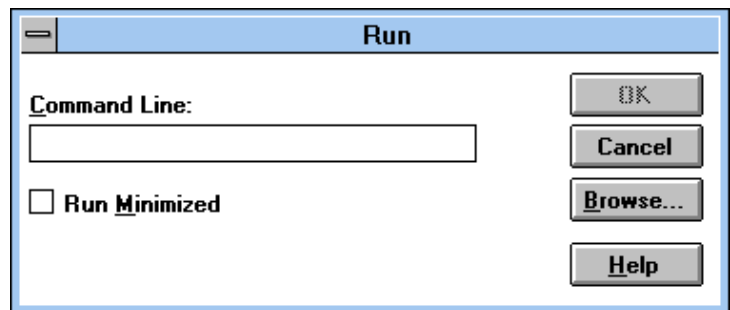 Run
Command Line:
OK
Cancel
Run Minimized
Browse...
Help